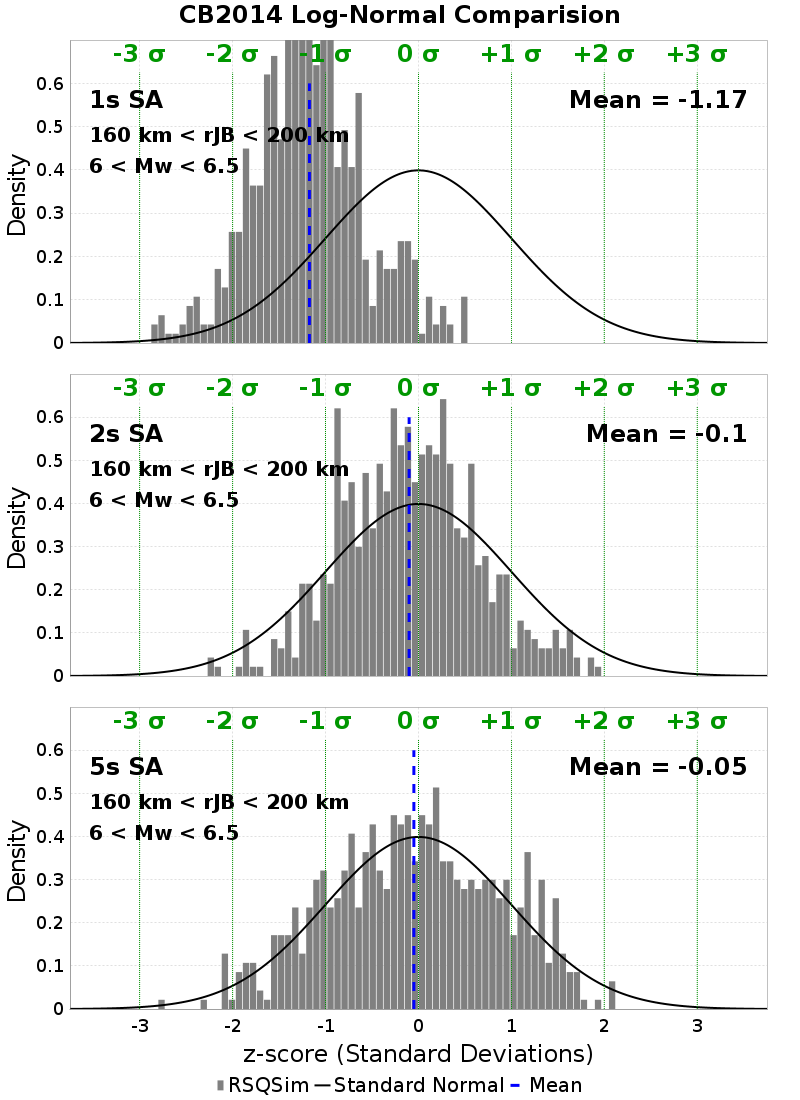 CB2014 Log-Normal Comparision
-3 σ -2 σ -1 σ 0 σ +1 σ +2 σ +3 σ
0.6
1s SA Mean = -1.17
0.5
160 km < rJB < 200 km
6 < Mw < 6.5
0.4
0.3
0.2
0.1
0
Density
-3 σ -2 σ -1 σ 0 σ +1 σ +2 σ +3 σ
0.6
2s SA Mean = -0.1
0.5
160 km < rJB < 200 km
6 < Mw < 6.5
0.4
0.3
0.2
0.1
0
Density
-3 σ -2 σ -1 σ 0 σ +1 σ +2 σ +3 σ
0.6
5s SA Mean = -0.05
0.5
160 km < rJB < 200 km
6 < Mw < 6.5
0.4
0.3
0.2
0.1
0
Density
-3 -2 -1 0 1 2 3
z-score (Standard Deviations)
RSQSim Standard Normal Mean